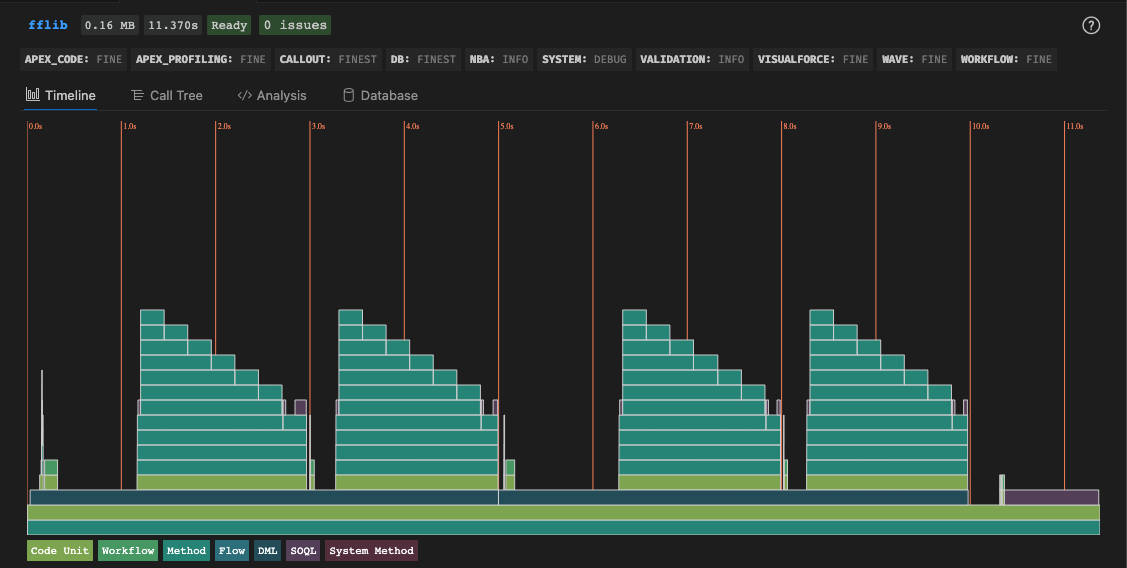 fflib 0.16 MB 11.370s Ready 0 issues ?
APEX_CODE: FINE APEX_PROFILING: FINE CALLOUT: FINEST DB: FINEST NBA: INFO SYSTEM: DEBUG VALIDATION: INFO VISUALFORCE: FINE WAVE: FINE WORKFLOW: FINE
Timeline Call Tree </> Analysis Database
0.0s 1.0s 2.0s 3.0s 4.0s 5.0s 6.0s 7.0s 8.0s 9.0s 10.0s 11.0s
Code Unit Workflow Method Flow DML SOQL System Method